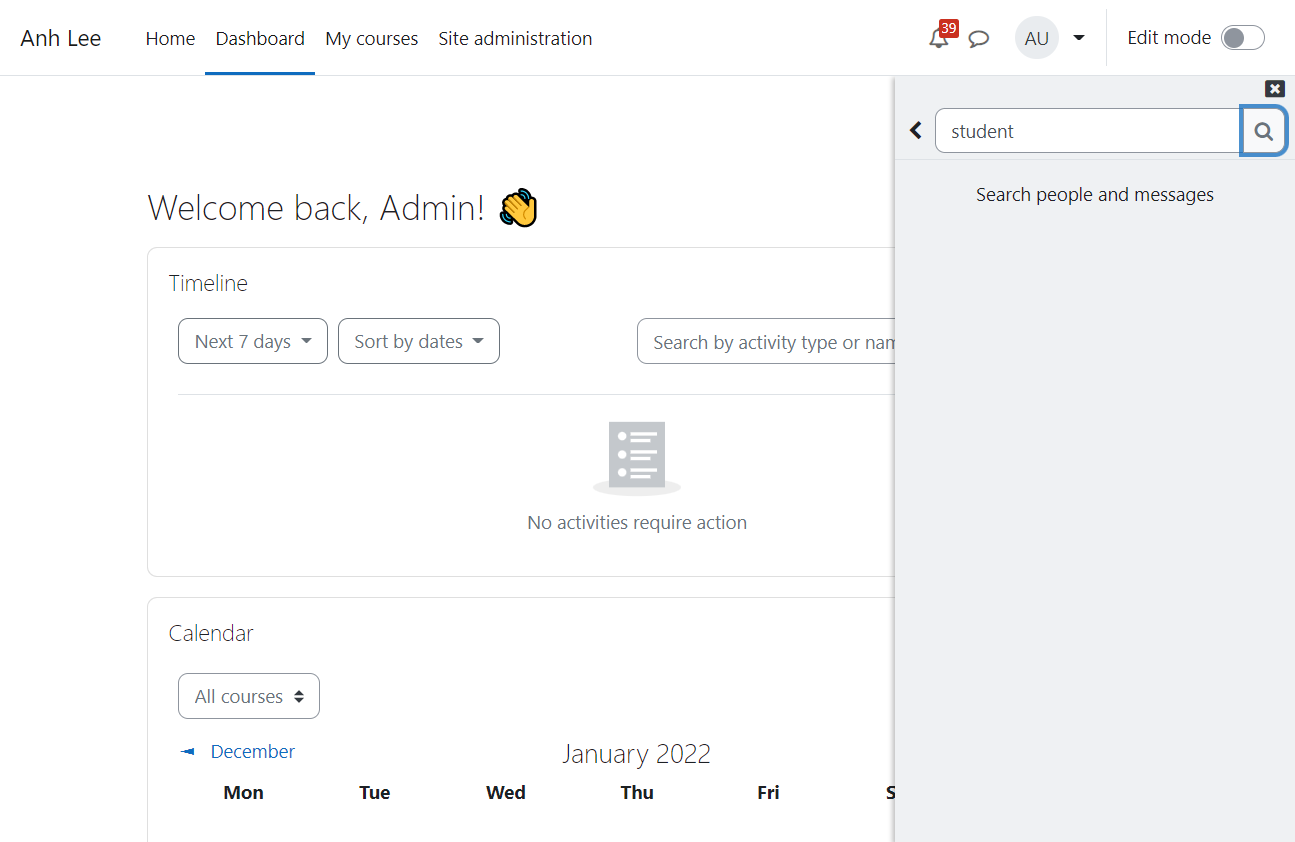 Anh Lee
Home
Dashboard
My courses
Site administration
39
AU
Edit mode
student
Search people and messages
Welcome back, Admin! 👋
Timeline
Next 7 days
Sort by dates
Search by activity type or nam
No activities require action
Calendar
All courses
◄ December
January 2022
Mon Tue Wed Thu Fri S